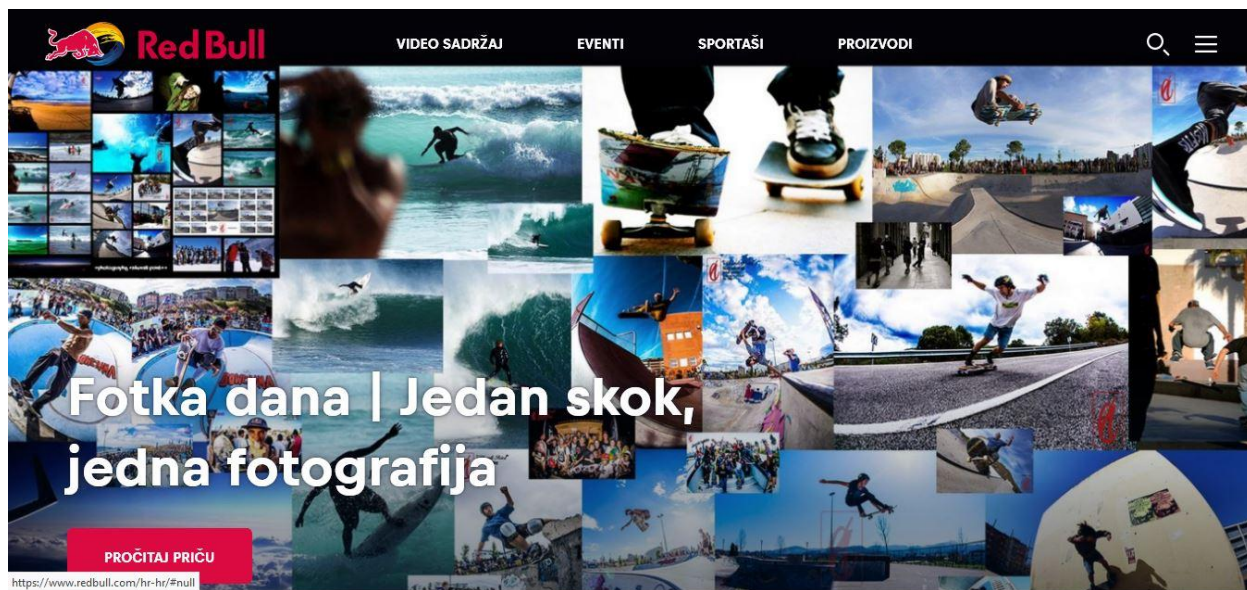 Red Bull
VIDEO SADRŽAJ
EVENTI
SPORTAŠI
PROIZVODI
Fotka dana | Jedan skok,
jedna fotografija
PROČITAJ PRIČU
https://www.redbull.com/hr-hr/#null